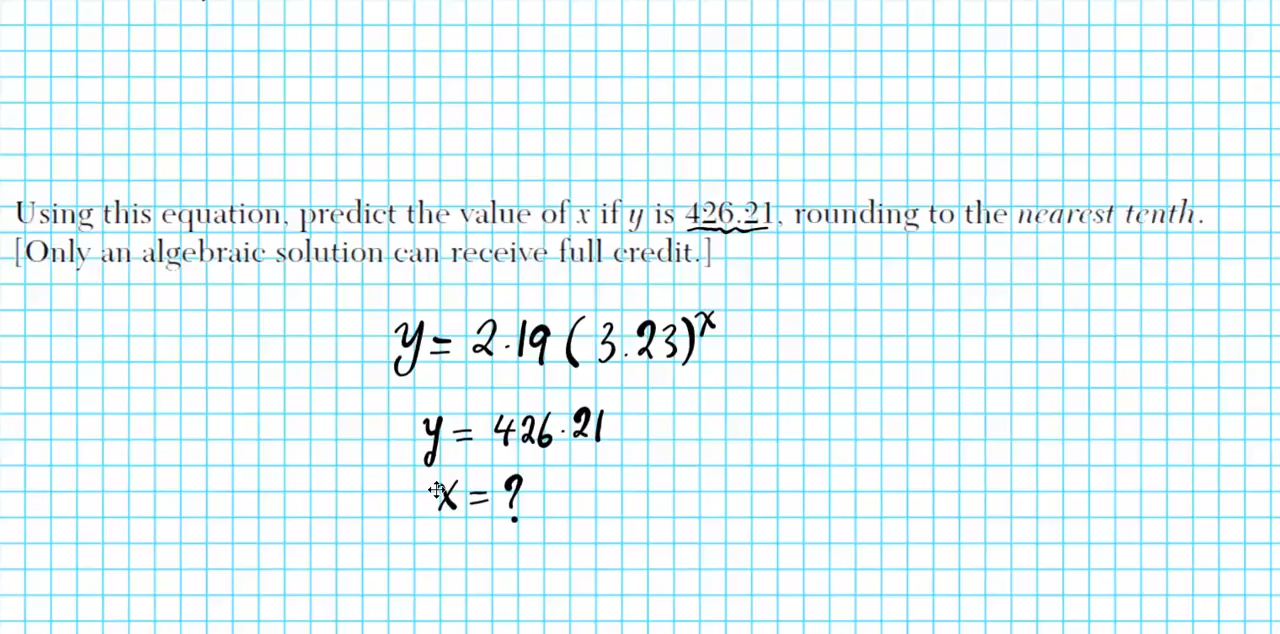 Using this equation, predict the value of x if y is 426.21, rounding to the nearest tenth.
[Only an algebraic solution can receive full credit.]
y = 2.19 (3.23)^x
y = 426.21
x = ?